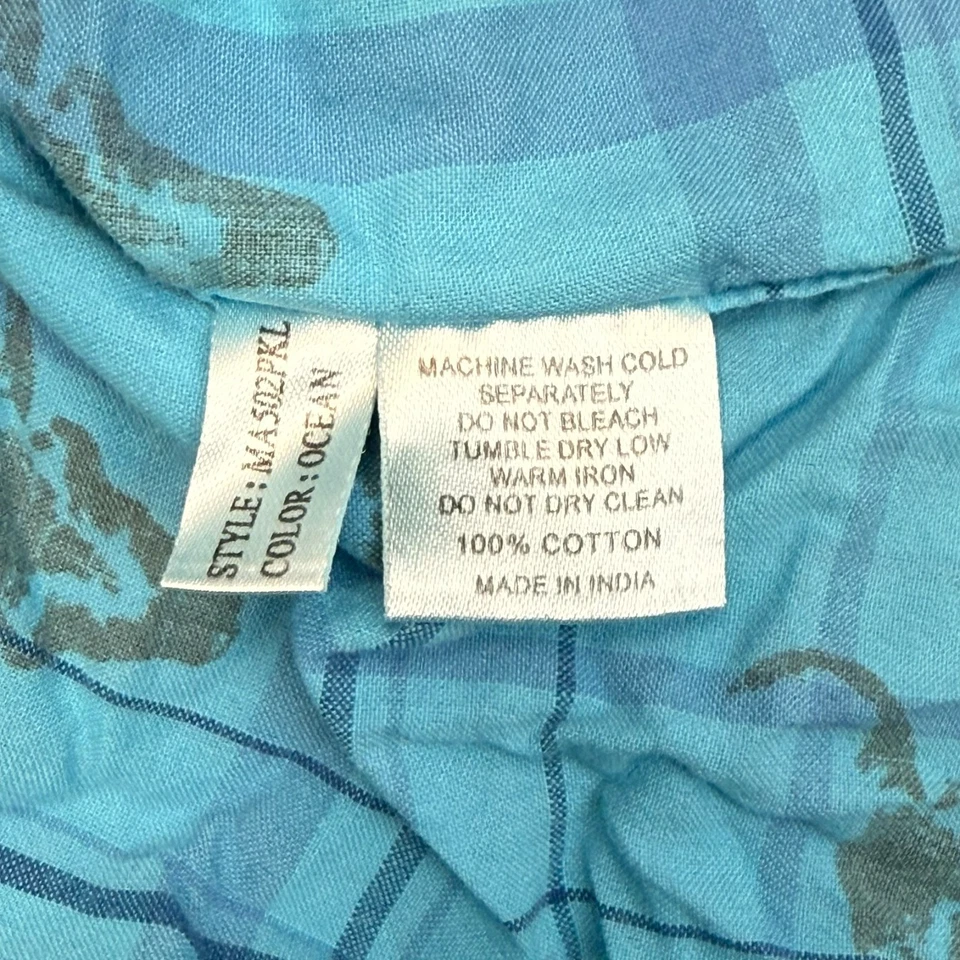 STYLE:MA502PKL
COLOR:OCEAN
MACHINE WASH COLD
SEPARATELY
DO NOT BLEACH
TUMBLE DRY LOW
WARM IRON
DO NOT DRY CLEAN
100% COTTON
MADE IN INDIA